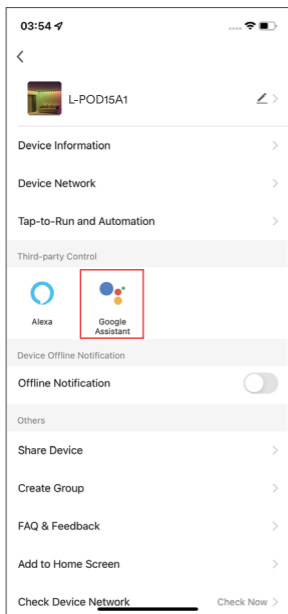 03:54
L-POD15A1
Device Information
Device Network
Tap-to-Run and Automation
Third-party Control
Alexa
Google
Assistant
Device Offline Notification
Offline Notification
Others
Share Device
Create Group
FAQ & Feedback
Add to Home Screen
Check Device Network Check Now